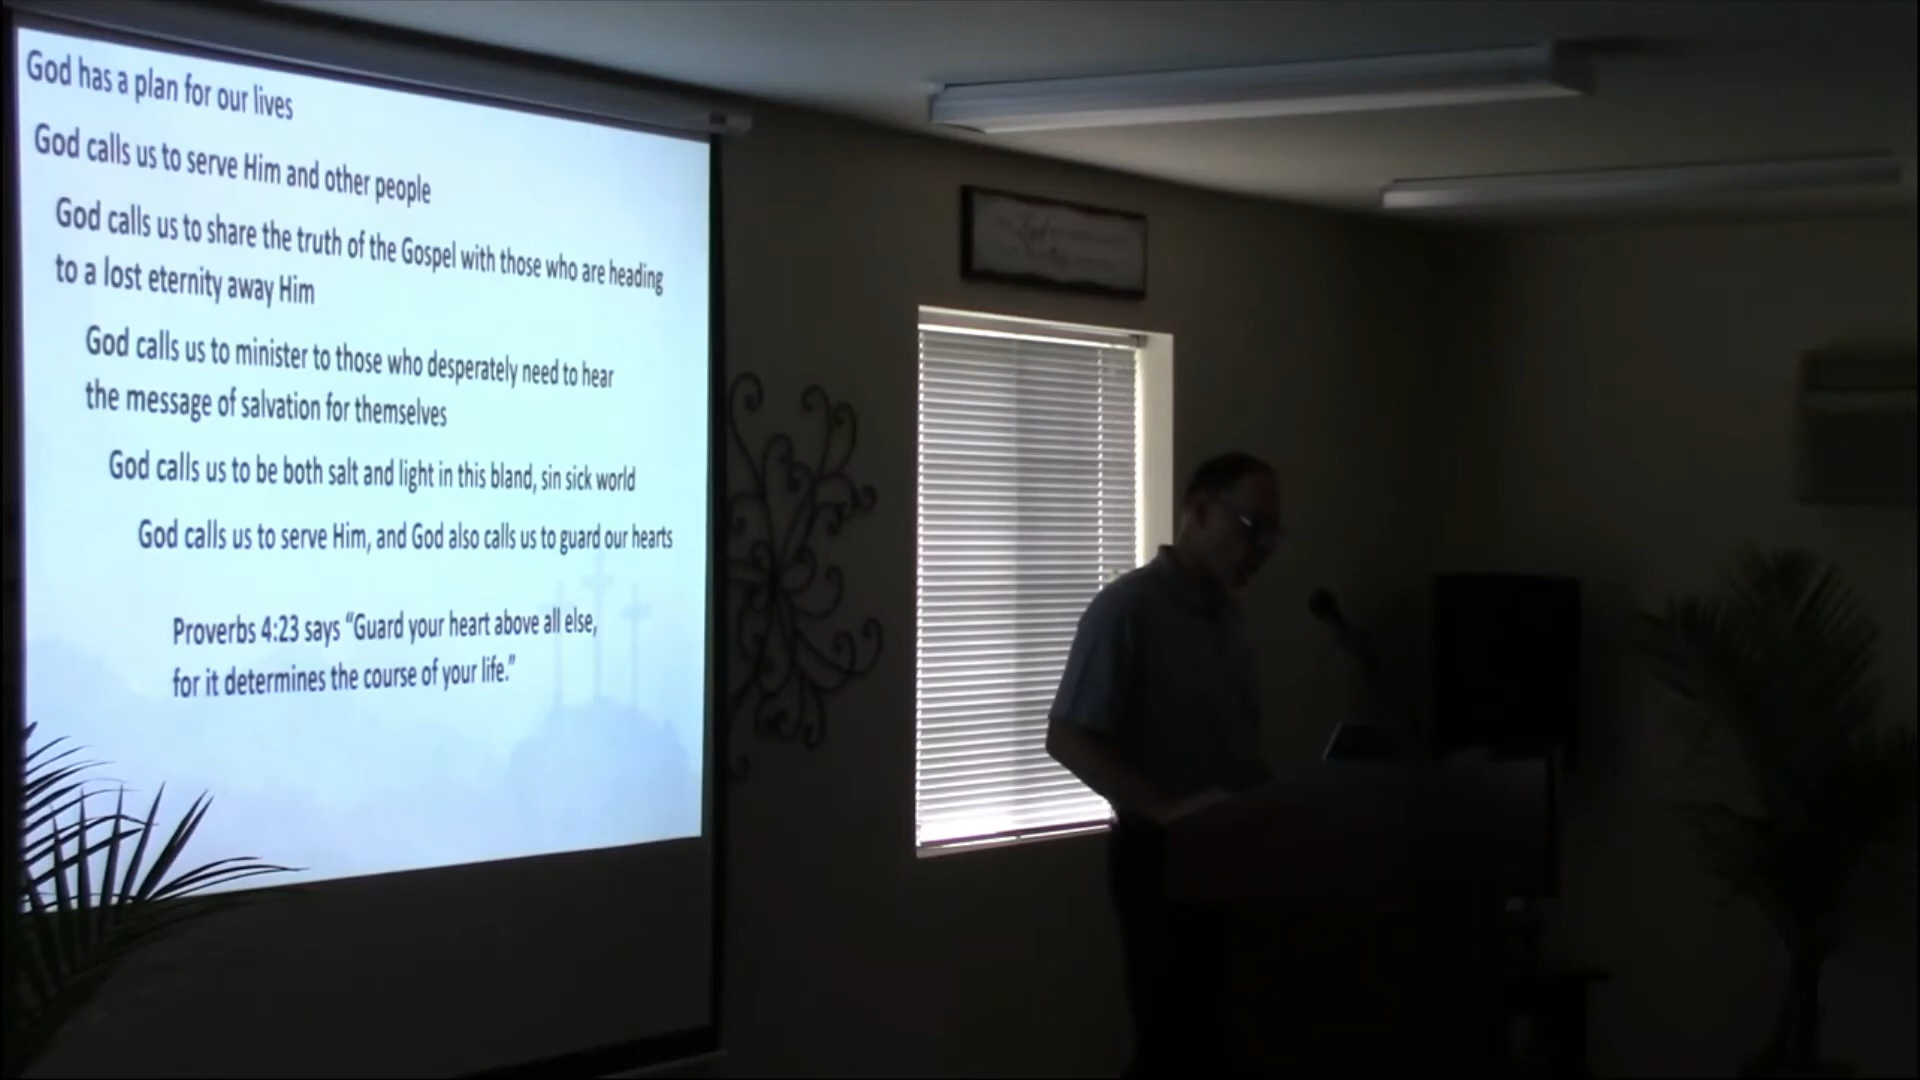 God has a plan for our lives
God calls us to serve Him and other people
God calls us to share the truth of the Gospel with those who are heading
to a lost eternity away Him
God calls us to minister to those who desperately need to hear
the message of salvation for themselves
God calls us to be both salt and light in this bland, sin sick world
God calls us to serve Him, and God also calls us to guard our hearts
Proverbs 4:23 says “Guard your heart above all else,
for it determines the course of your life.”